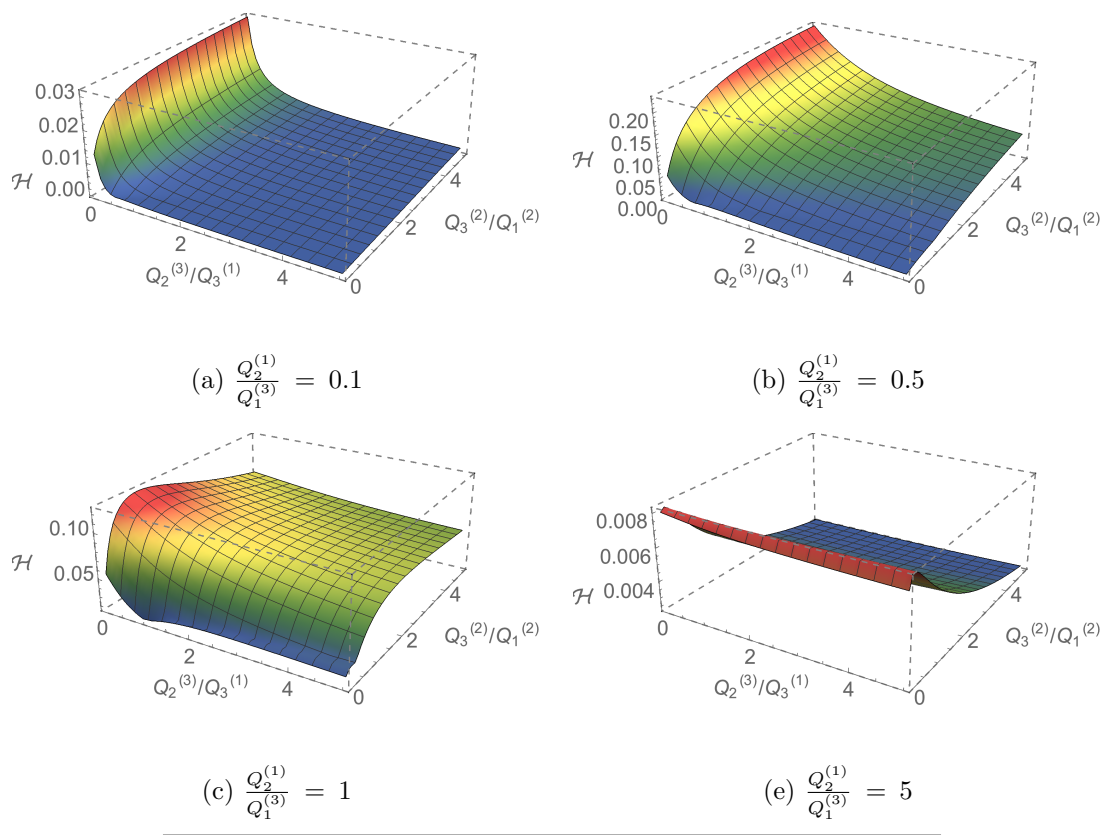 0.03
0.02
0.01
0.00
ℋ
0
2
4
Q₂⁽³⁾/Q₃⁽¹⁾
0
2
4
Q₃⁽²⁾/Q₁⁽²⁾
(a) Q₂⁽¹⁾/Q₁⁽³⁾ = 0.1
0.20
0.15
0.10
0.05
0.00
ℋ
0
2
4
Q₂⁽³⁾/Q₃⁽¹⁾
0
2
4
Q₃⁽²⁾/Q₁⁽²⁾
(b) Q₂⁽¹⁾/Q₁⁽³⁾ = 0.5
0.10
0.05
ℋ
0
2
4
Q₂⁽³⁾/Q₃⁽¹⁾
0
2
4
Q₃⁽²⁾/Q₁⁽²⁾
(c) Q₂⁽¹⁾/Q₁⁽³⁾ = 1
0.008
0.006
0.004
ℋ
0
2
4
Q₂⁽³⁾/Q₃⁽¹⁾
0
2
4
Q₃⁽²⁾/Q₁⁽²⁾
(e) Q₂⁽¹⁾/Q₁⁽³⁾ = 5